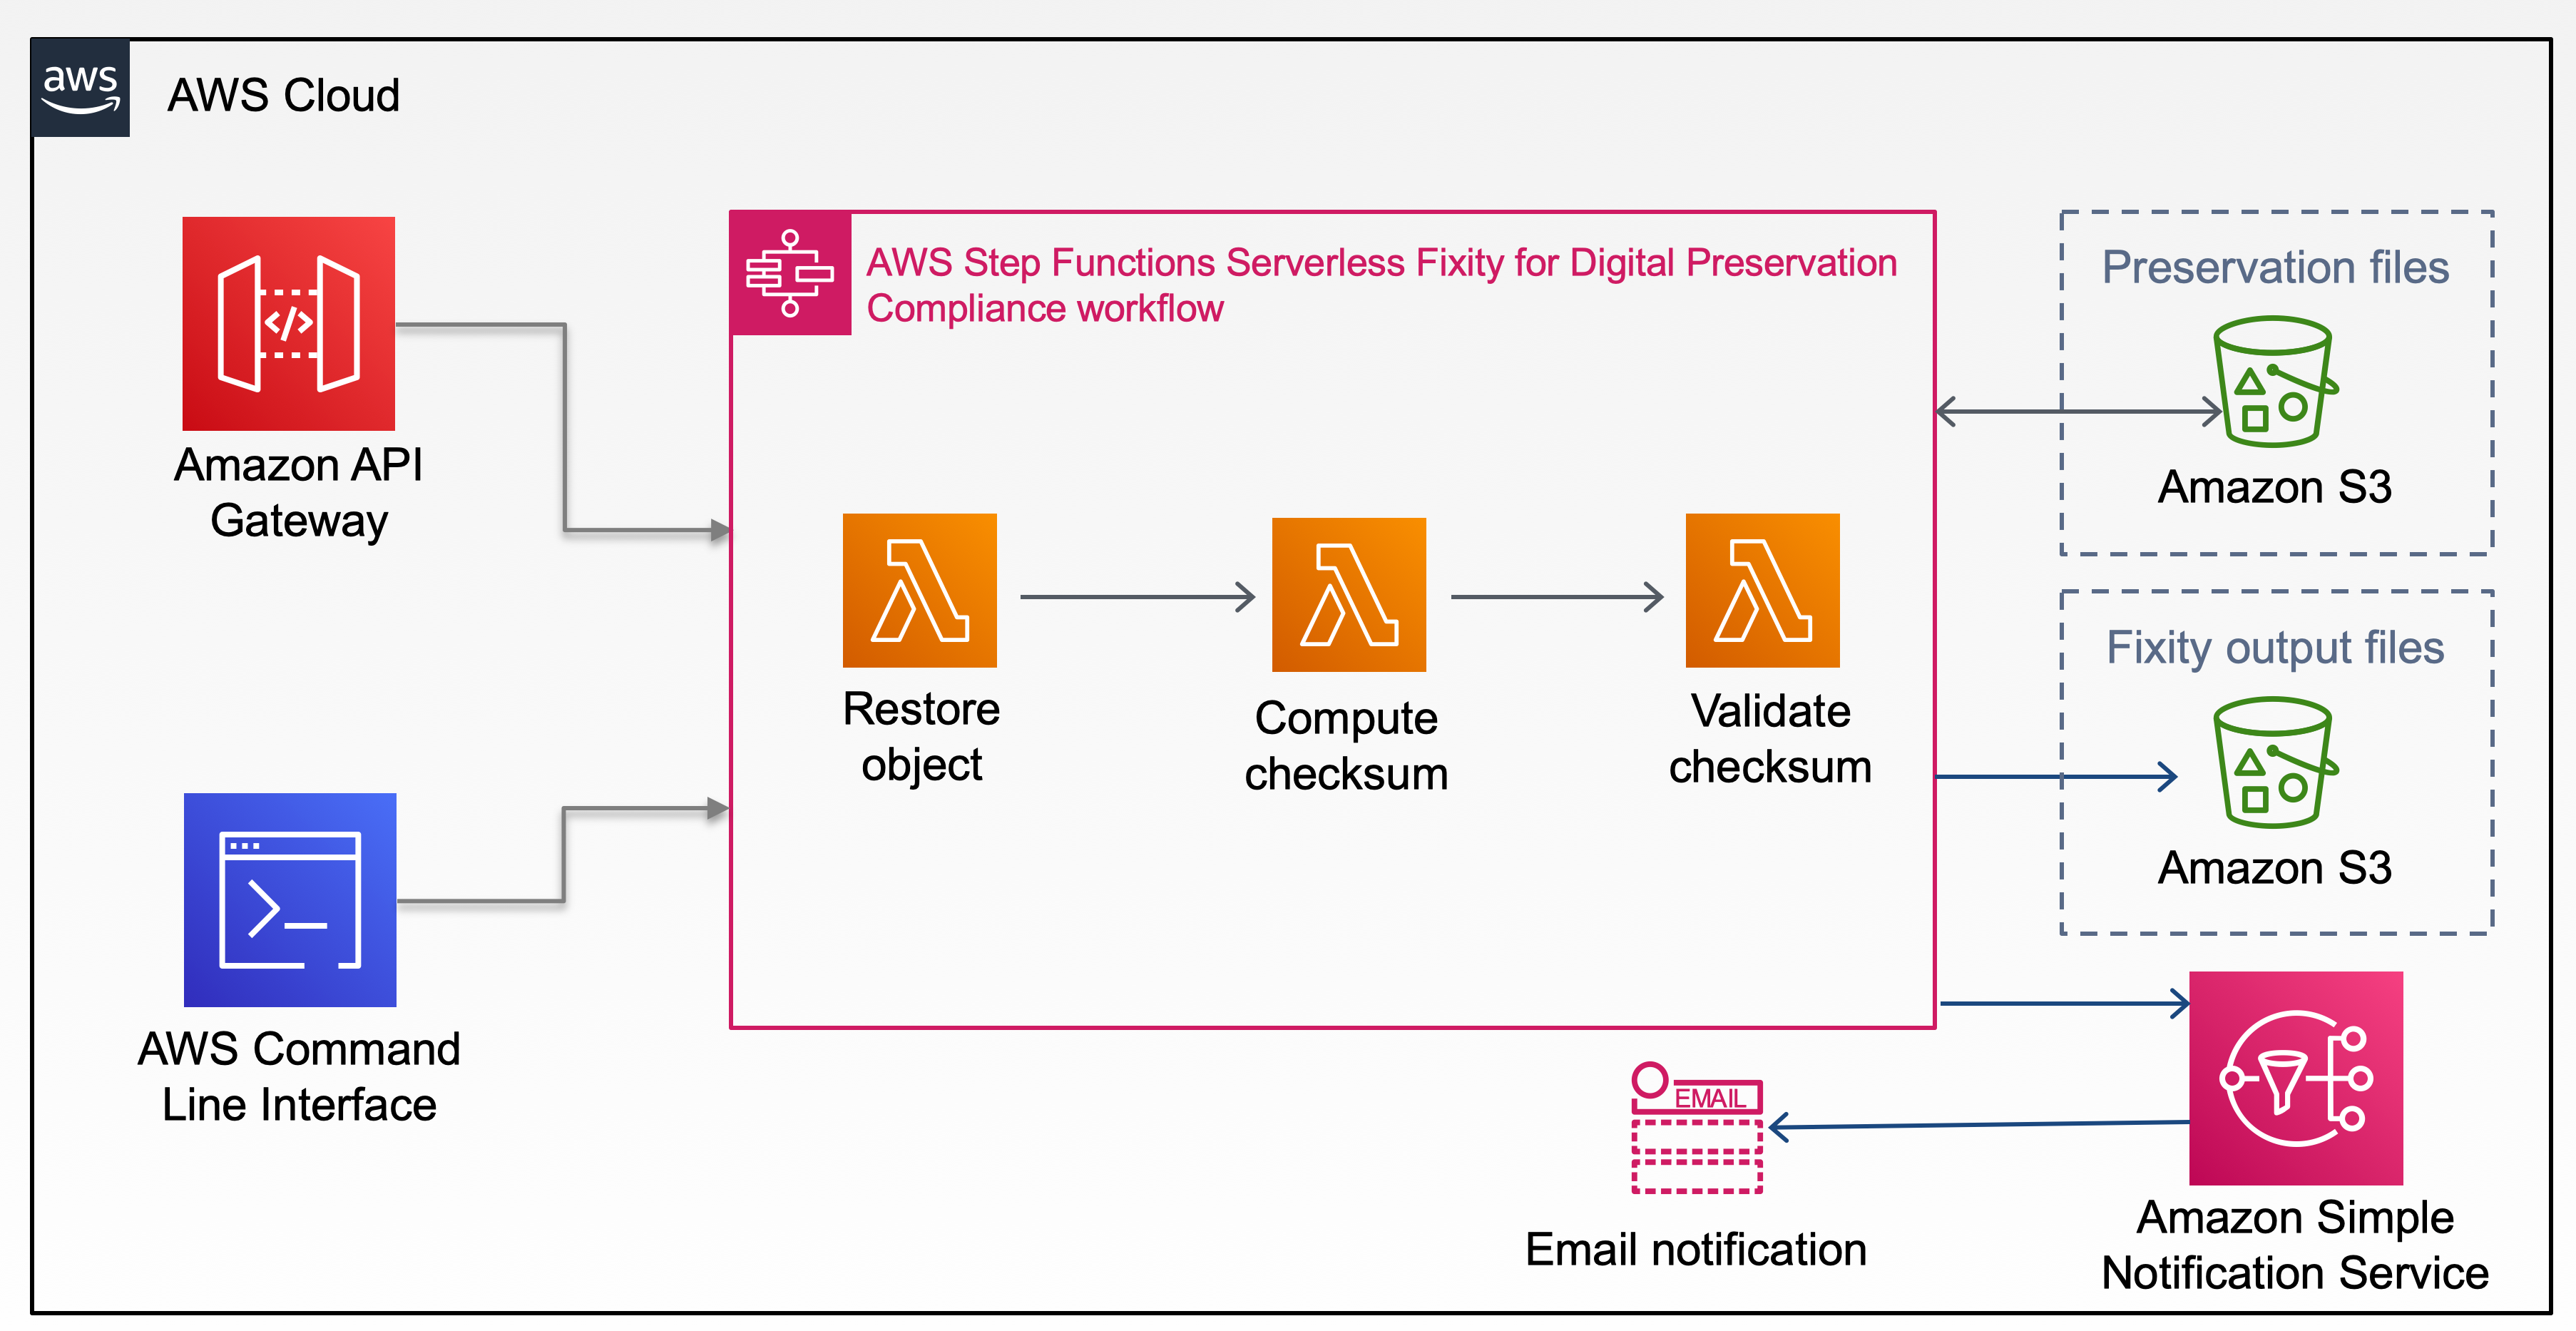 aws
AWS Cloud
Amazon API
Gateway
AWS Command
Line Interface
AWS Step Functions Serverless Fixity for Digital Preservation
Compliance workflow
Restore
object
Compute
checksum
Validate
checksum
Preservation files
Amazon S3
Fixity output files
Amazon S3
EMAIL
Email notification
Amazon Simple
Notification Service